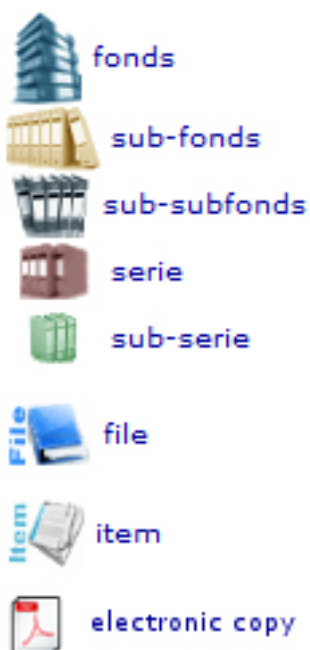 fonds
sub-fonds
sub-subfonds
serie
sub-serie
File file
Item item
electronic copy